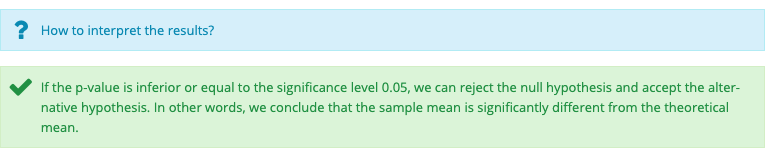 How to interpret the results?
If the p-value is inferior or equal to the significance level 0.05, we can reject the null hypothesis and accept the alter-
native hypothesis. In other words, we conclude that the sample mean is significantly different from the theoretical
mean.